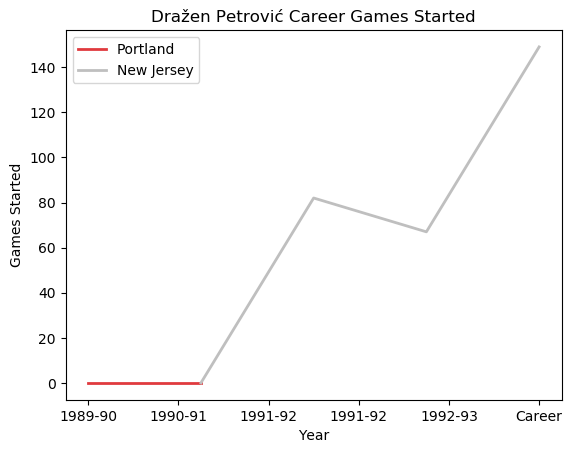 Dražen Petrović Career Games Started
Portland
New Jersey
Games Started
140
120
100
80
60
40
20
0
1989-90 1990-91 1991-92 1991-92 1992-93 Career
Year